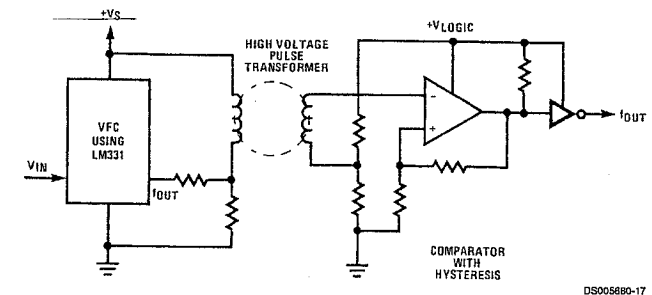 +VS
HIGH VOLTAGE
PULSE
TRANSFORMER
+VLOGIC
VFC
USING
LM331
VIN
fOUT
-
+
fOUT
COMPARATOR
WITH
HYSTERESIS
DS005680-17